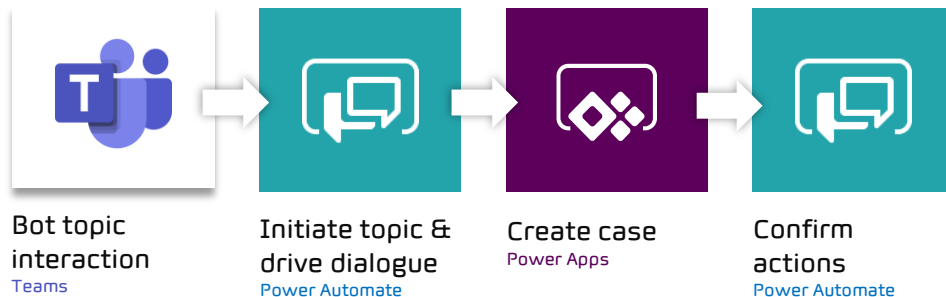 T
Bot topic
interaction
Teams
Initiate topic &
drive dialogue
Power Automate
Create case
Power Apps
Confirm
actions
Power Automate